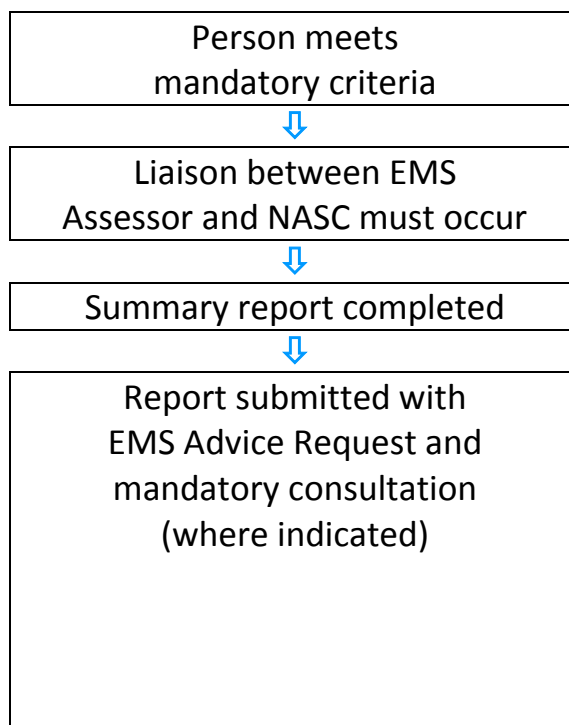 Person meets
mandatory criteria
Liaison between EMS
Assessor and NASC must occur
Summary report completed
Report submitted with
EMS Advice Request and
mandatory consultation
(where indicated)